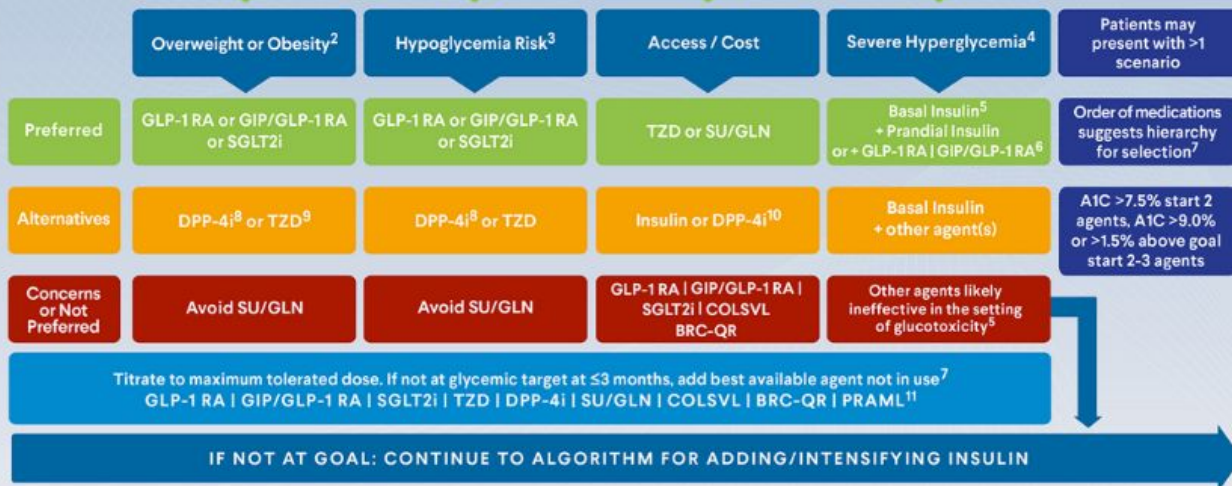 Overweight or Obesity²
Hypoglycemia Risk³
Access / Cost
Severe Hyperglycemia⁴
Patients may
present with >1
scenario
Preferred
GLP-1 RA or GIP/GLP-1 RA
or SGLT2i
GLP-1 RA or GIP/GLP-1 RA
or SGLT2i
TZD or SU/GLN
Basal Insulin⁵
+ Prandial Insulin
or + GLP-1 RA | GIP/GLP-1 RA⁶
Order of medications
suggests hierarchy
for selection⁷
Alternatives
DPP-4i⁸ or TZD⁹
DPP-4i⁸ or TZD
Insulin or DPP-4i¹⁰
Basal Insulin
+ other agent(s)
A1C >7.5% start 2
agents, A1C >9.0%
or >1.5% above goal
start 2-3 agents
Concerns
or Not
Preferred
Avoid SU/GLN
Avoid SU/GLN
GLP-1 RA | GIP/GLP-1 RA |
SGLT2i | COLSVL
BRC-QR
Other agents likely
ineffective in the setting
of glucotoxicity⁵
Titrate to maximum tolerated dose. If not at glycemic target at ≤3 months, add best available agent not in use⁷
GLP-1 RA | GIP/GLP-1 RA | SGLT2i | TZD | DPP-4i | SU/GLN | COLSVL | BRC-QR | PRAML¹¹
IF NOT AT GOAL: CONTINUE TO ALGORITHM FOR ADDING/INTENSIFYING INSULIN